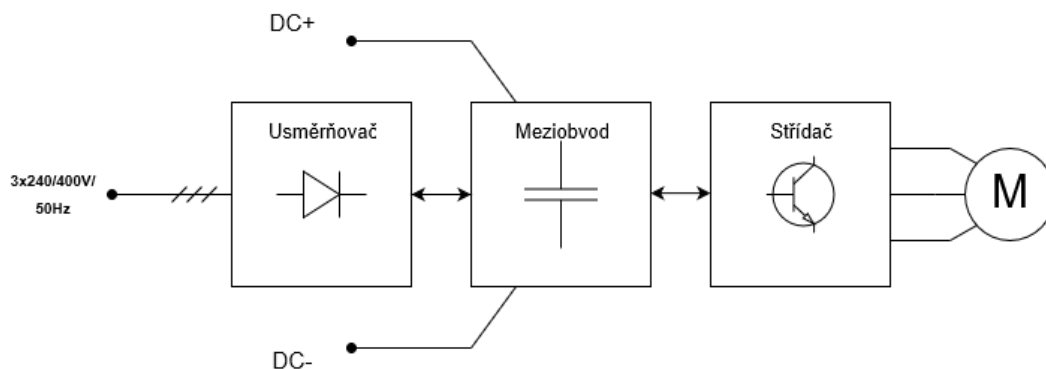 DC+
Usměrňovač
Meziobvod
Střídač
3x240/400V/
50Hz
M
DC-